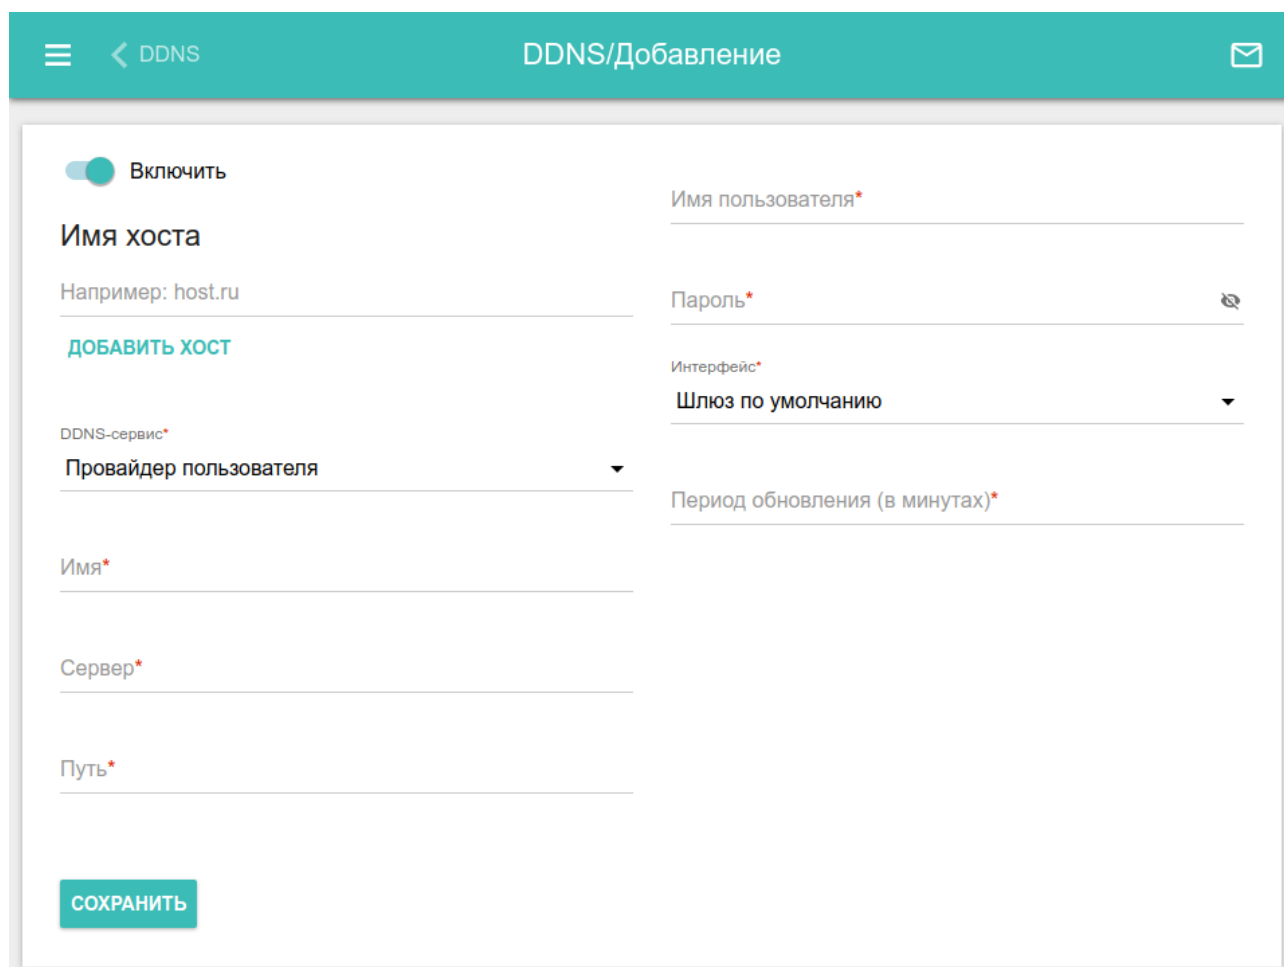 DDNS
DDNS/Добавление
Включить
Имя хоста
Например: host.ru
ДОБАВИТЬ ХОСТ
DDNS-сервис*
Провайдер пользователя
Имя*
Сервер*
Путь*
СОХРАНИТЬ
Имя пользователя*
Пароль*
Интерфейс*
Шлюз по умолчанию
Период обновления (в минутах)*